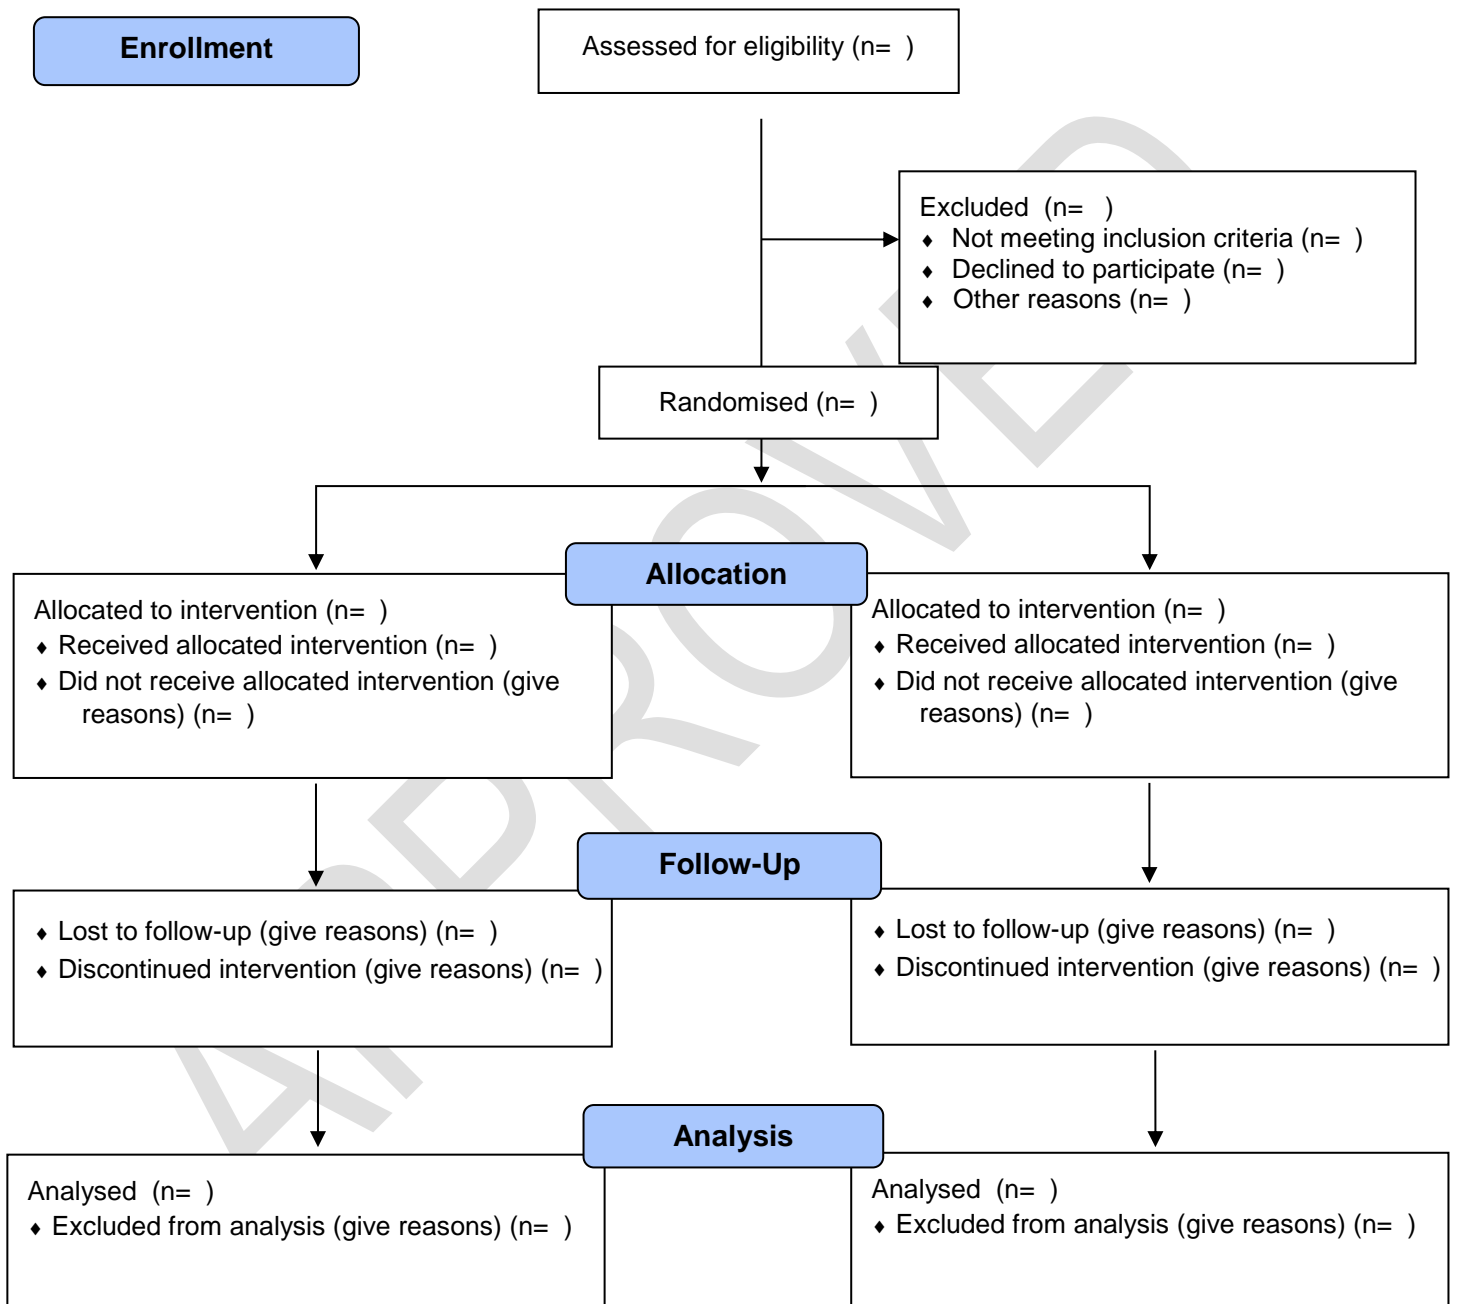 Enrollment
Assessed for eligibility (n=  )
Excluded  (n=   )
♦ Not meeting inclusion criteria (n=  )
♦ Declined to participate (n=  )
♦ Other reasons (n=  )
Randomised (n=  )
Allocation
Allocated to intervention (n=  )
♦ Received allocated intervention (n=  )
♦ Did not receive allocated intervention (give
reasons) (n=  )
Allocated to intervention (n=  )
♦ Received allocated intervention (n=  )
♦ Did not receive allocated intervention (give
reasons) (n=  )
Follow-Up
♦ Lost to follow-up (give reasons) (n=  )
♦ Discontinued intervention (give reasons) (n=  )
♦ Lost to follow-up (give reasons) (n=  )
♦ Discontinued intervention (give reasons) (n=  )
Analysis
Analysed  (n=  )
♦ Excluded from analysis (give reasons) (n=  )
Analysed  (n=  )
♦ Excluded from analysis (give reasons) (n=  )
APPROVED